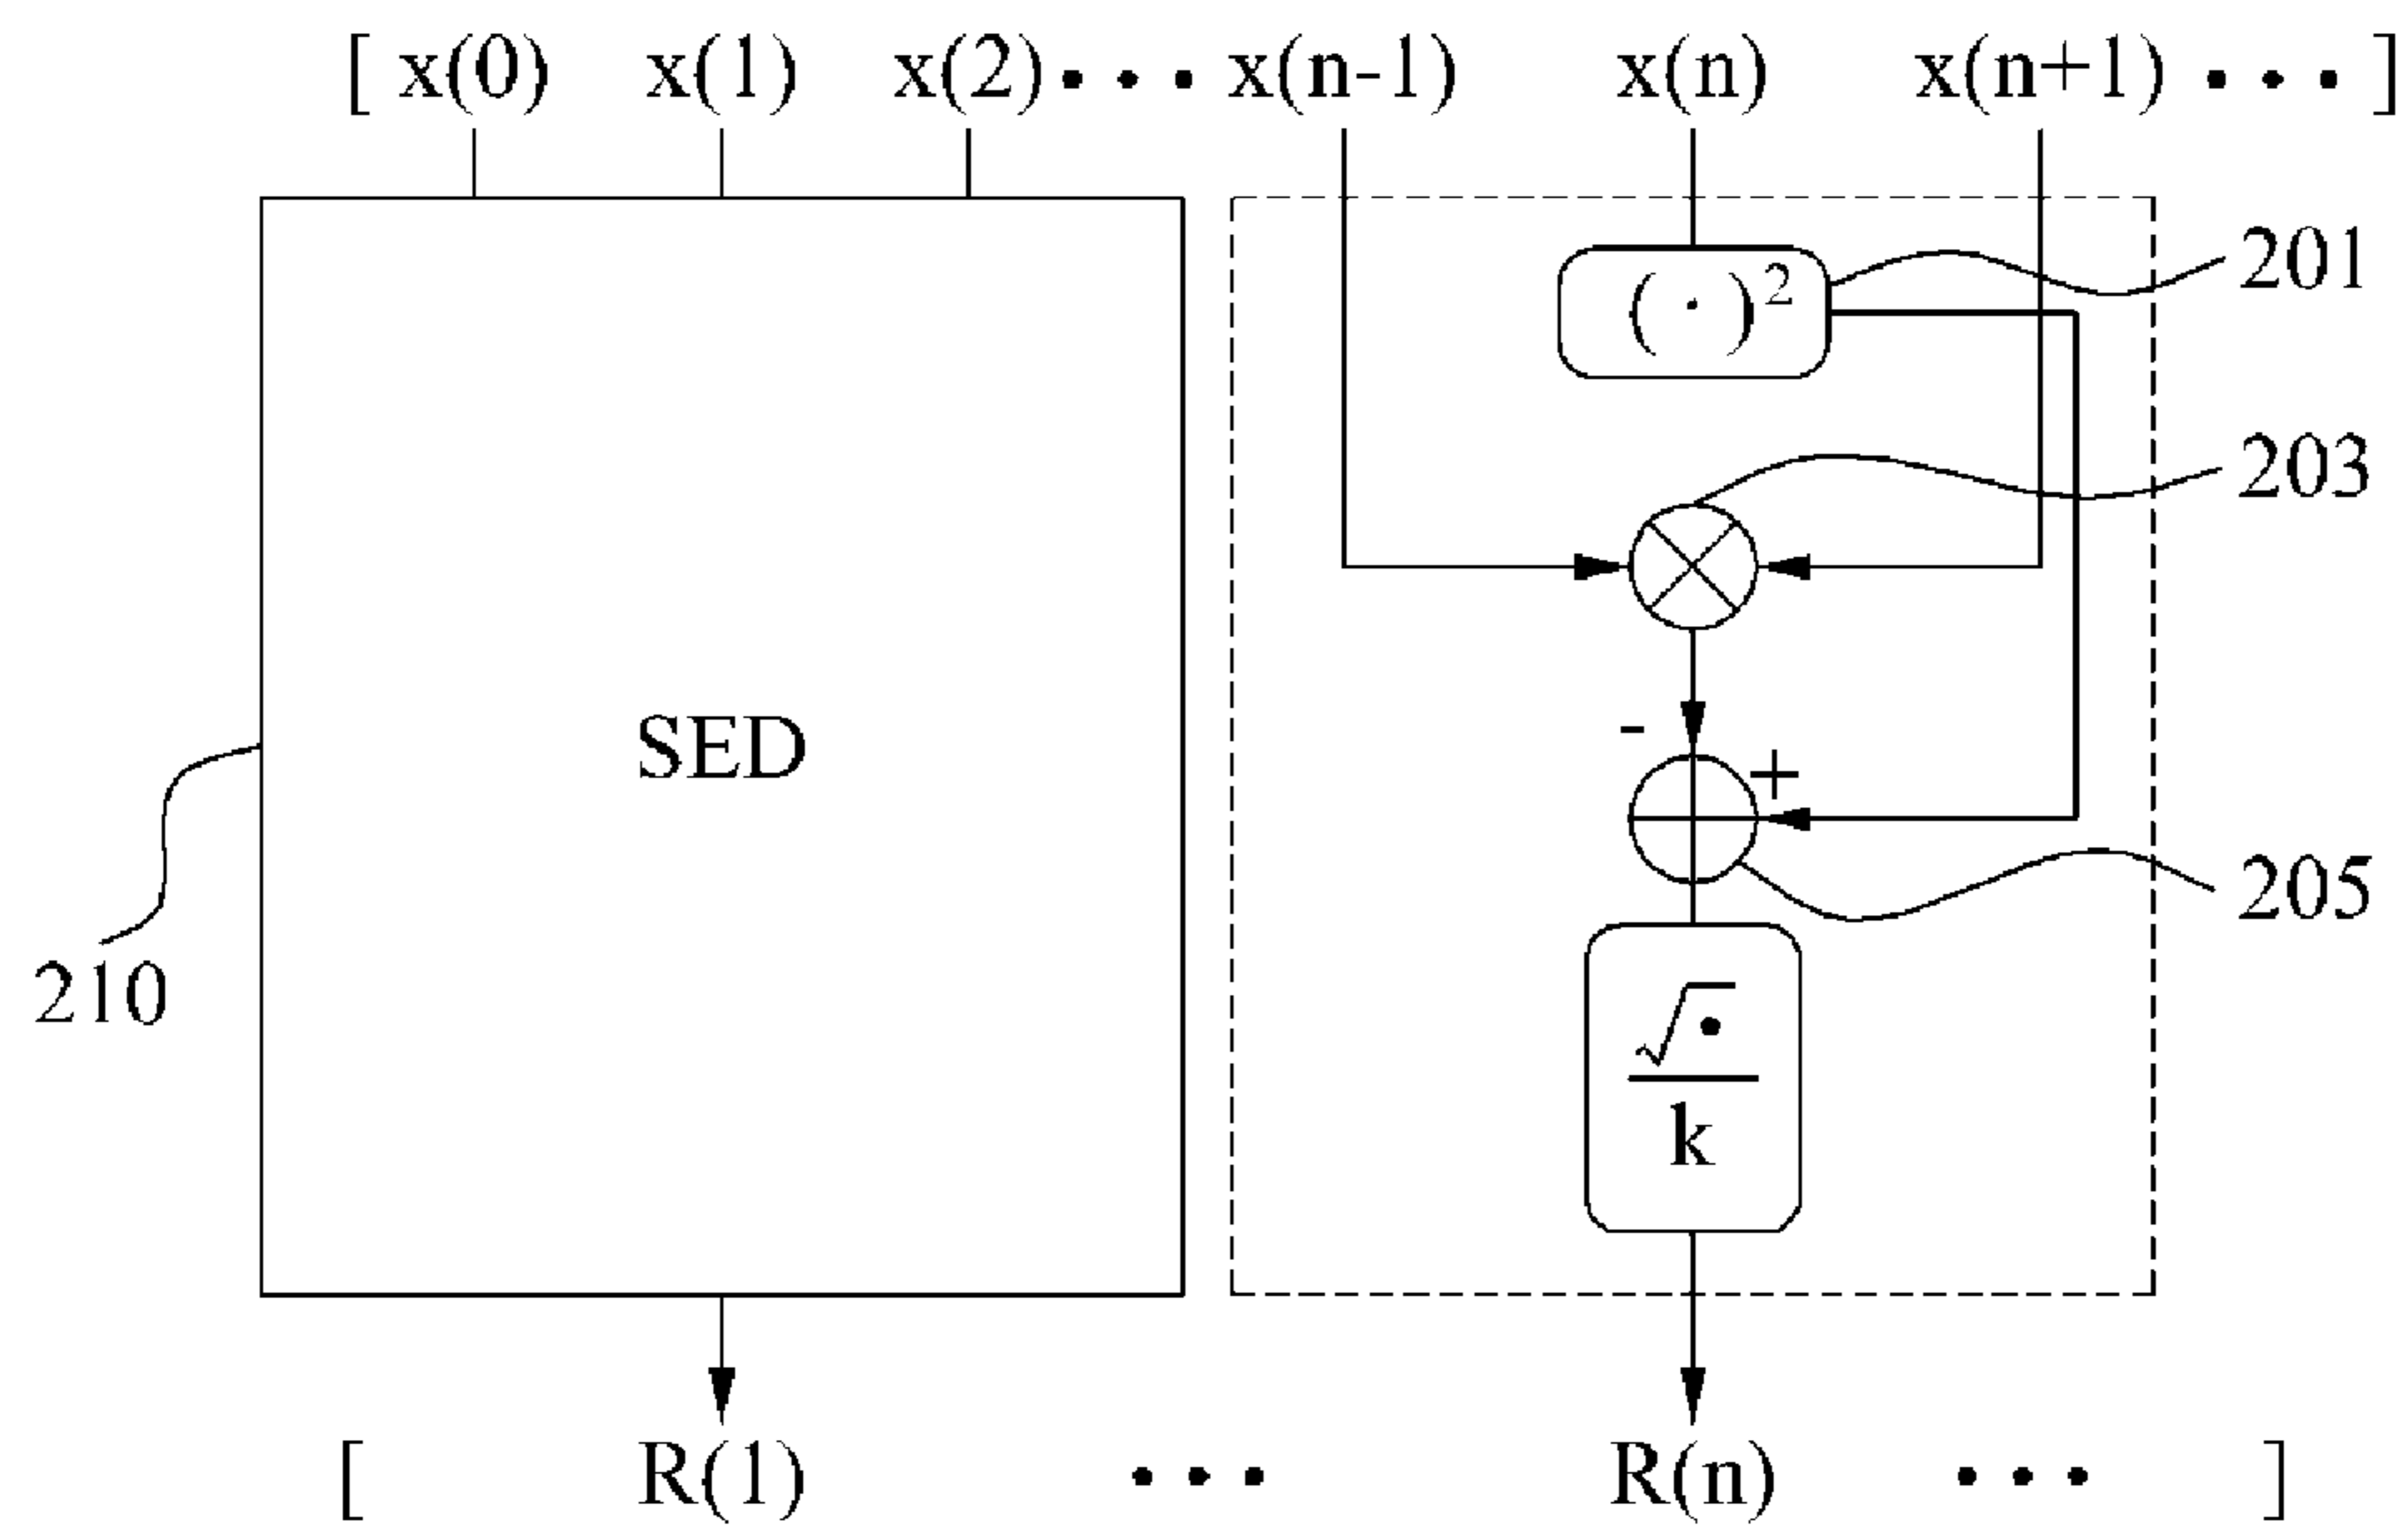 [ x(0) x(1) x(2) • • • x(n-1) x(n) x(n+1) • • • ]
201
( · )²
203
-
SED
+
205
210
√•
k
[ R(1) • • • R(n) • • • ]